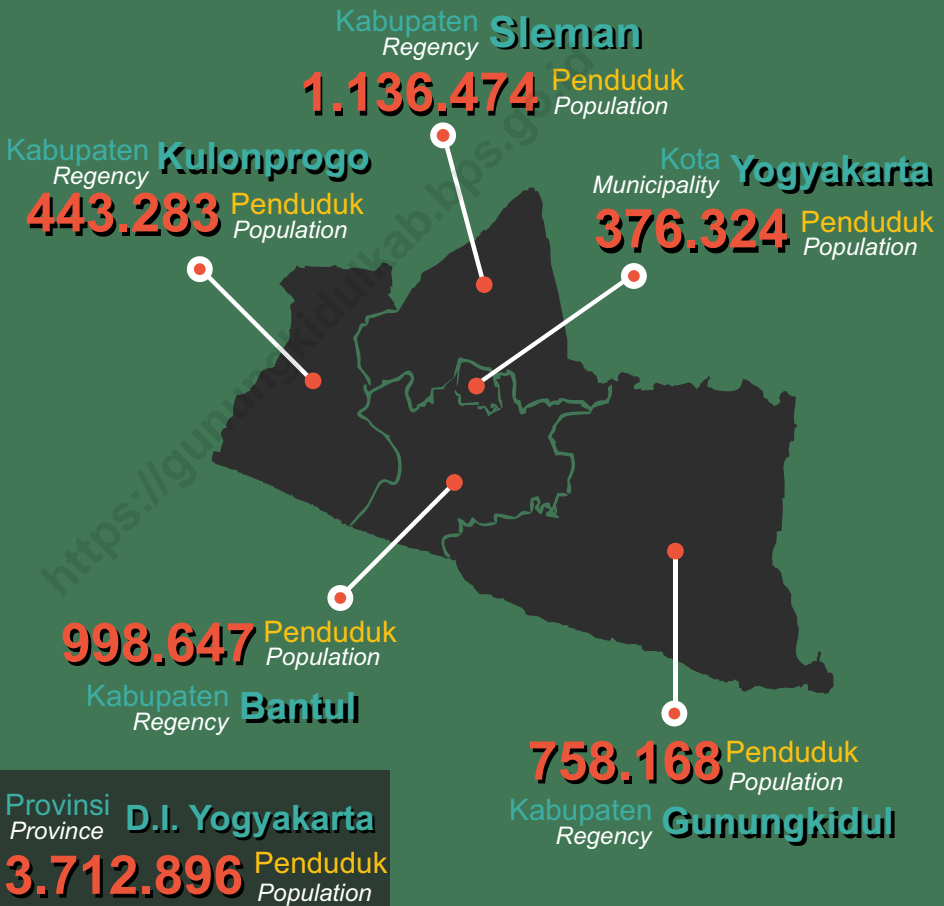 Kabupaten Sleman
Regency
1.136.474 Penduduk
Population
Kabupaten Kulonprogo
Regency
443.283 Penduduk
Population
Kota Yogyakarta
Municipality
376.324 Penduduk
Population
998.647 Penduduk
Population
Kabupaten Bantul
Regency
758.168 Penduduk
Population
Kabupaten Gunungkidul
Regency
Provinsi D.I. Yogyakarta
Province
3.712.896 Penduduk
Population
https://gunungkidulkab.bps.go.id